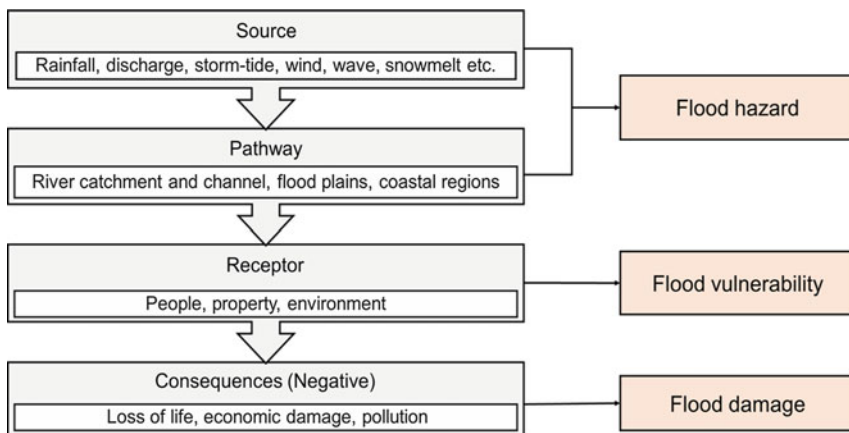 Source
Rainfall, discharge, storm-tide, wind, wave, snowmelt etc.
Flood hazard
Pathway
River catchment and channel, flood plains, coastal regions
Receptor
People, property, environment
Flood vulnerability
Consequences (Negative)
Loss of life, economic damage, pollution
Flood damage